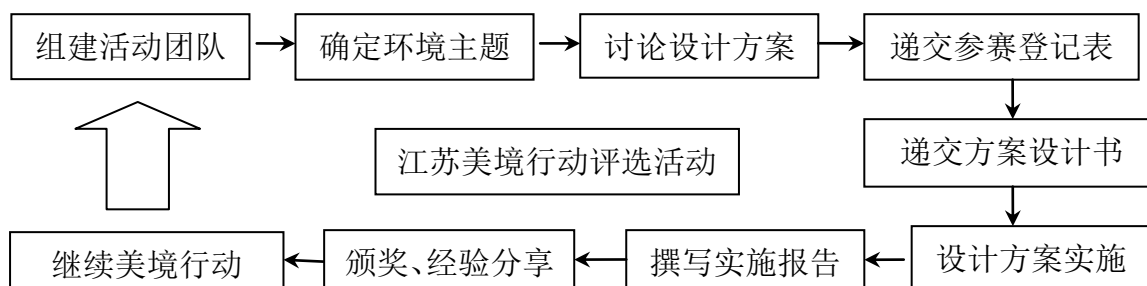 组建活动团队
确定环境主题
讨论设计方案
递交参赛登记表
江苏美境行动评选活动
递交方案设计书
继续美境行动
颁奖、经验分享
撰写实施报告
设计方案实施